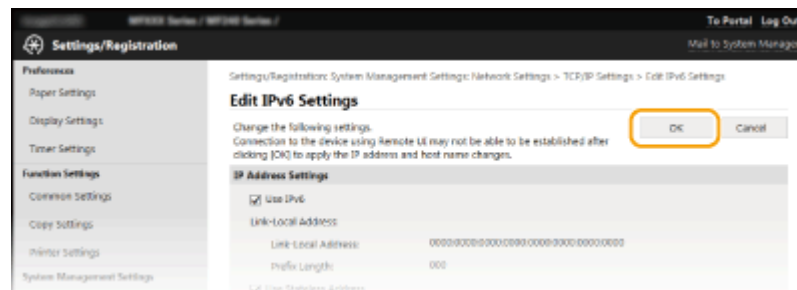 MF240 Series /
To Portal Log Ou
Settings/Registration
Mail to System Manage
Preferences
Paper Settings
Display Settings
Timer Settings
Function Settings
Common Settings
Copy Settings
Printer Settings
System Management Settings
Settings/Registration: System Management Settings: Network Settings > TCP/IP Settings > Edit IPv6 Settings
Edit IPv6 Settings
Change the following settings.
Connection to the device using Remote UI may not be able to be established after
clicking [OK] to apply the IP address and host name changes.
OK
Cancel
IP Address Settings
Use IPv6
Link-Local Address:
Link-Local Address:
0000:0000:0000:0000:0000:0000:0000:0000
Prefix Length:
000
Use Stateless Address